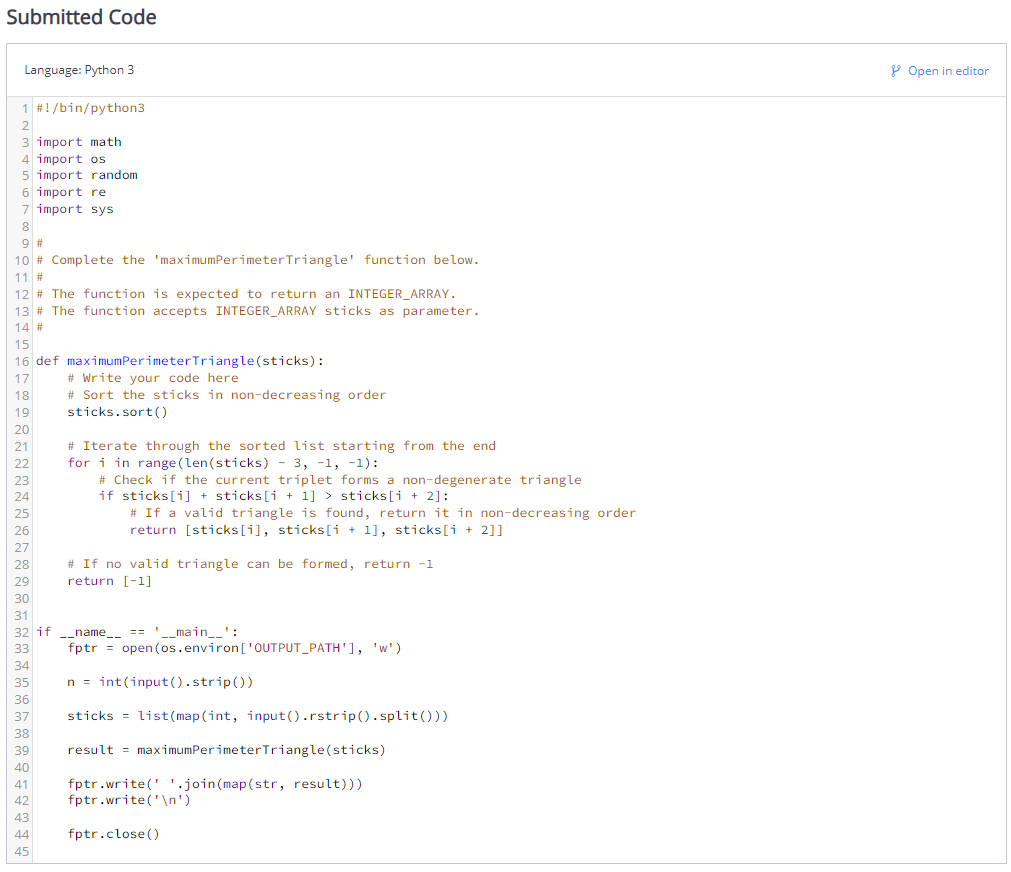 Submitted Code
Language: Python 3
Open in editor
1 #!/bin/python3
2
3 import math
4 import os
5 import random
6 import re
7 import sys
8
9 #
10 # Complete the 'maximumPerimeterTriangle' function below.
11 #
12 # The function is expected to return an INTEGER_ARRAY.
13 # The function accepts INTEGER_ARRAY sticks as parameter.
14 #
15
16 def maximumPerimeterTriangle(sticks):
17     # Write your code here
18     # Sort the sticks in non-decreasing order
19     sticks.sort()
20
21     # Iterate through the sorted list starting from the end
22     for i in range(len(sticks) - 3, -1, -1):
23         # Check if the current triplet forms a non-degenerate triangle
24         if sticks[i] + sticks[i + 1] > sticks[i + 2]:
25             # If a valid triangle is found, return it in non-decreasing order
26             return [sticks[i], sticks[i + 1], sticks[i + 2]]
27
28     # If no valid triangle can be formed, return -1
29     return [-1]
30
31
32 if __name__ == '__main__':
33     fptr = open(os.environ['OUTPUT_PATH'], 'w')
34
35     n = int(input().strip())
36
37     sticks = list(map(int, input().rstrip().split()))
38
39     result = maximumPerimeterTriangle(sticks)
40
41     fptr.write(' '.join(map(str, result)))
42     fptr.write('\n')
43
44     fptr.close()
45